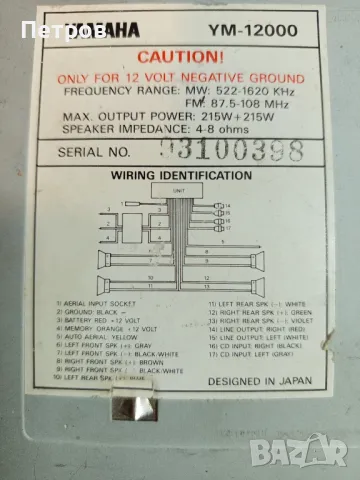 Петров
YAMAHA YM-12000
CAUTION!
ONLY FOR 12 VOLT NEGATIVE GROUND
FREQUENCY RANGE: MW: 522-1620 KHz
FM: 87.5-108 MHz
MAX. OUTPUT POWER: 215W+215W
SPEAKER IMPEDANCE: 4-8 ohms
SERIAL NO. 93100398
WIRING IDENTIFICATION
UNIT
1) AERIAL INPUT SOCKET
2) GROUND: BLACK –
3) BATTERY RED +12 VOLT
4) MEMORY: ORANGE +12 VOLT
5) AUTO AERIAL: YELLOW
6) LEFT FRONT SPK (+) GRAY
7) LEFT FRONT SPK (–): BLACK-WHITE
8) RIGHT FRONT SPK (+) BROWN
9) RIGHT FRONT SPK (–) BLACK-WHITE
10) LEFT REAR SPK (+)
11) LEFT REAR SPK (–): WHITE
12) RIGHT REAR SPK (+): GREEN
13) RIGHT REAR SPK (–) VIOLET
14) LINE OUTPUT: RIGHT (RED)
15) LINE OUTPUT: LEFT (WHITE)
16) CD INPUT: RIGHT (BLACK)
17) CD INPUT: LEFT (GRAY)
DESIGNED IN JAPAN
BAZAR
bg